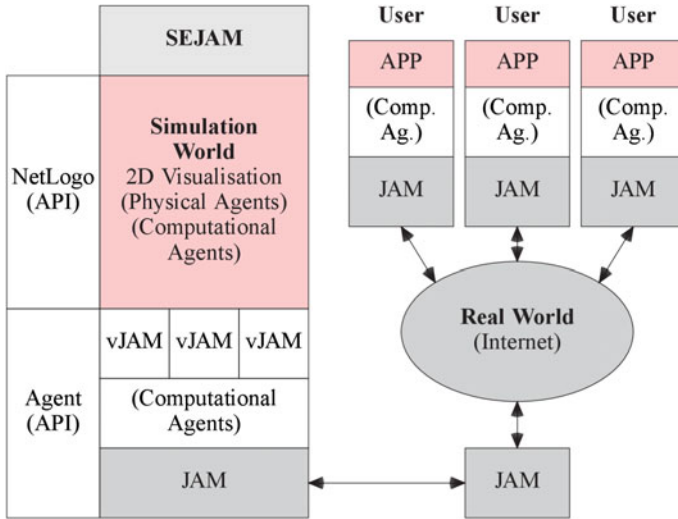 SEJAM
NetLogo
(API)
Simulation
World
2D Visualisation
(Physical Agents)
(Computational
Agents)
Agent
(API)
vJAM vJAM vJAM
(Computational
Agents)
JAM
User User User
APP APP APP
(Comp. (Comp. (Comp.
Ag.) Ag.) Ag.)
JAM JAM JAM
Real World
(Internet)
JAM